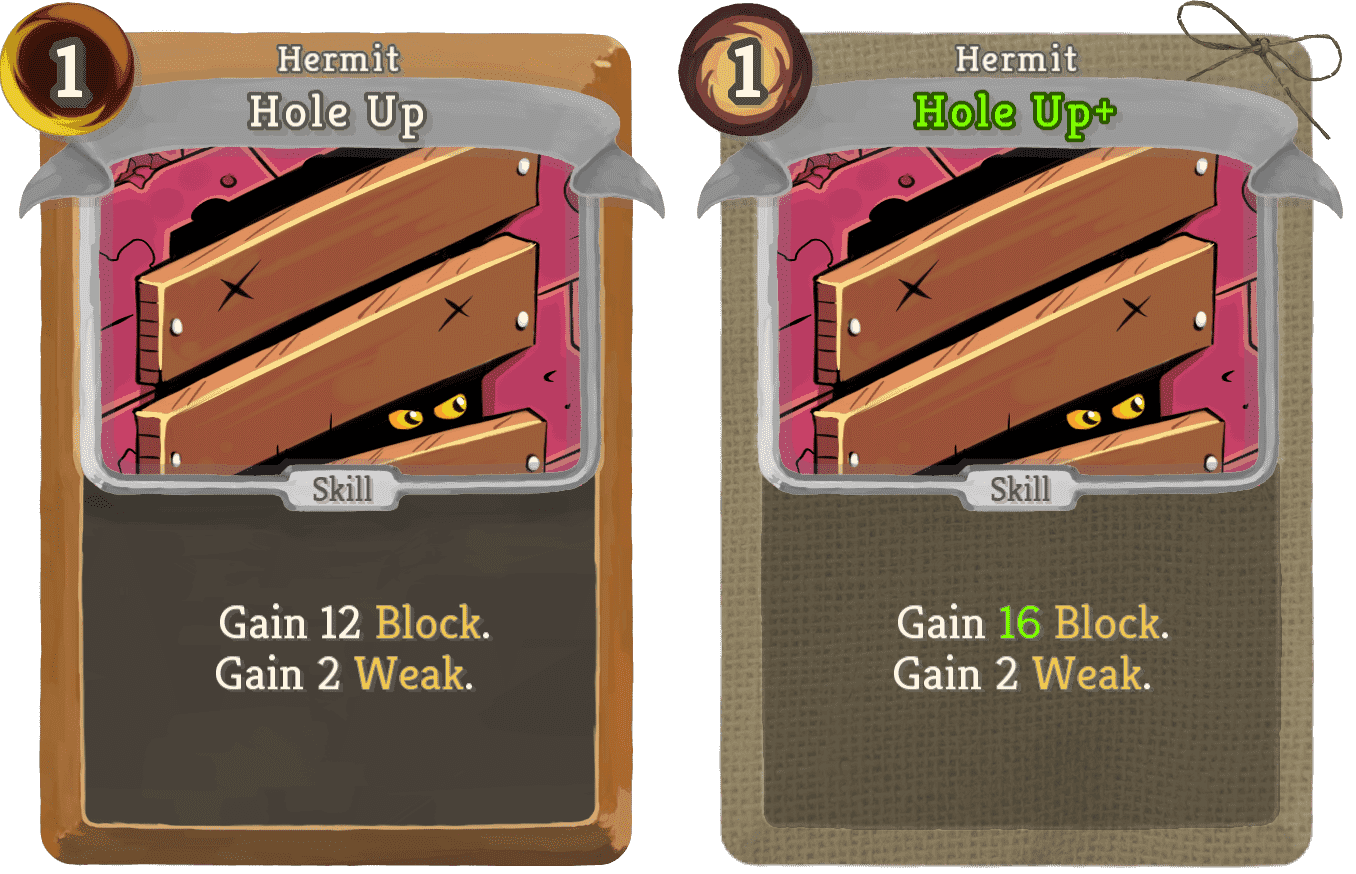 1
Hermit
Hole Up
Skill
Gain 12 Block.
Gain 2 Weak.
1
Hermit
Hole Up+
Skill
Gain 16 Block.
Gain 2 Weak.